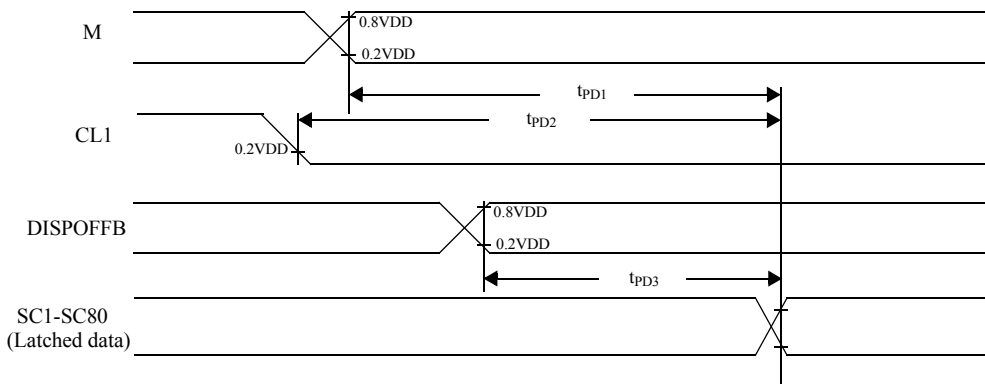 M
0.8VDD
0.2VDD
tPD1
CL1
tPD2
0.2VDD
DISPOFFB
0.8VDD
0.2VDD
tPD3
SC1-SC80
(Latched data)